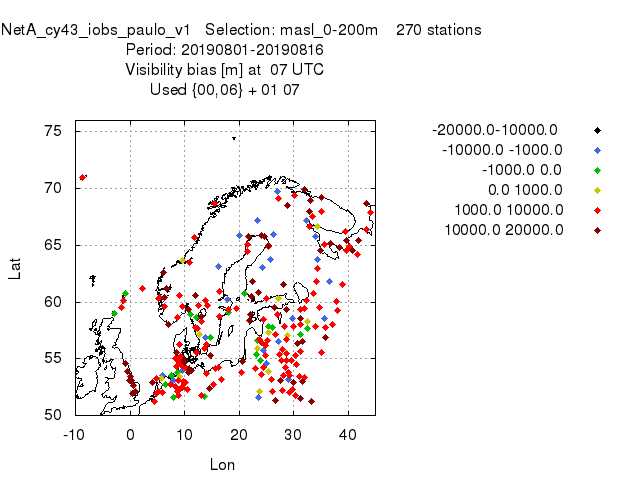 NetA_cy43_iobs_paulo_v1 Selection: masl_0-200m 270 stations
Period: 20190801-20190816
Visibility bias [m] at 07 UTC
Used {00,06} + 01 07
-20000.0-10000.0
-10000.0 -1000.0
-1000.0 0.0
0.0 1000.0
1000.0 10000.0
10000.0 20000.0
75
70
65
60
55
50
Lat
-10 0 10 20 30 40
Lon